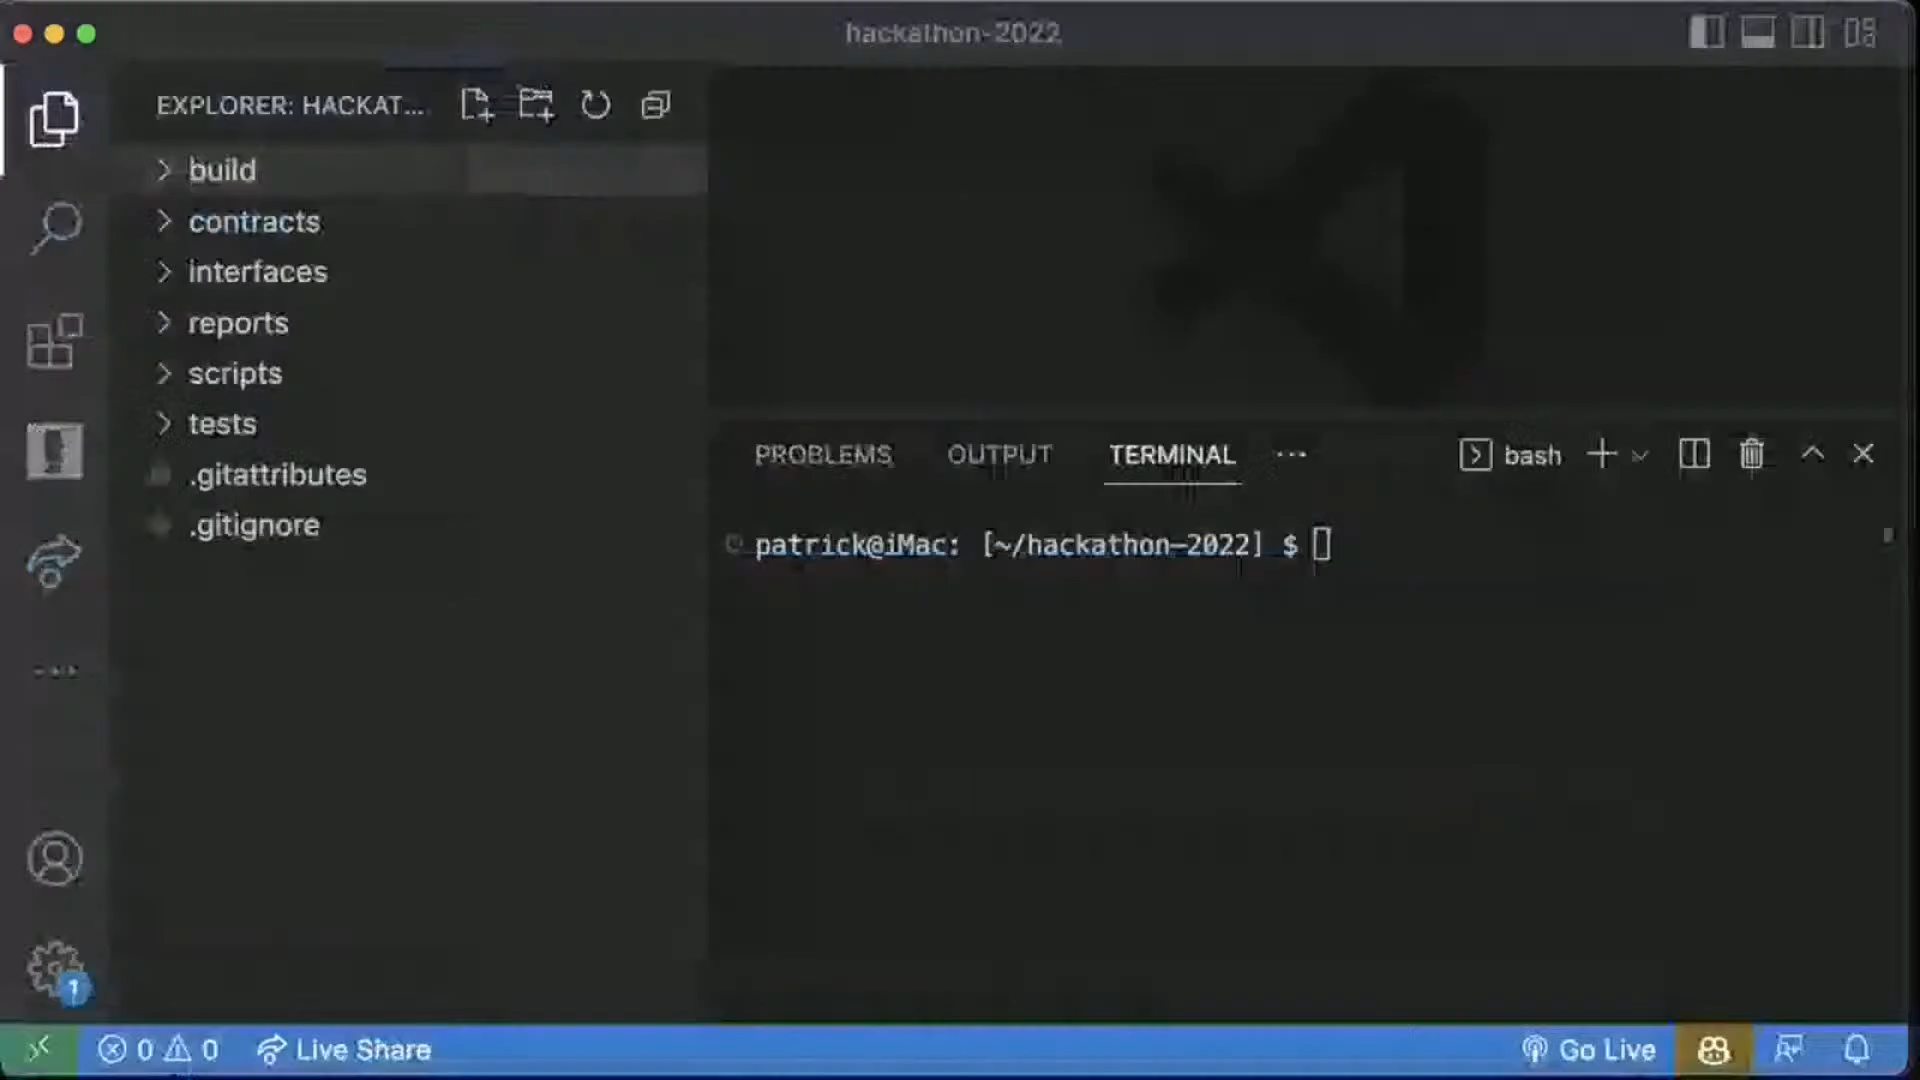 hackathon-2022
EXPLORER: HACKAT...
build
contracts
interfaces
reports
scripts
tests
.gitattributes
.gitignore
PROBLEMS OUTPUT TERMINAL ...
bash
patrick@iMac: [~/hackathon-2022] $
1
0 0 Live Share
Go Live